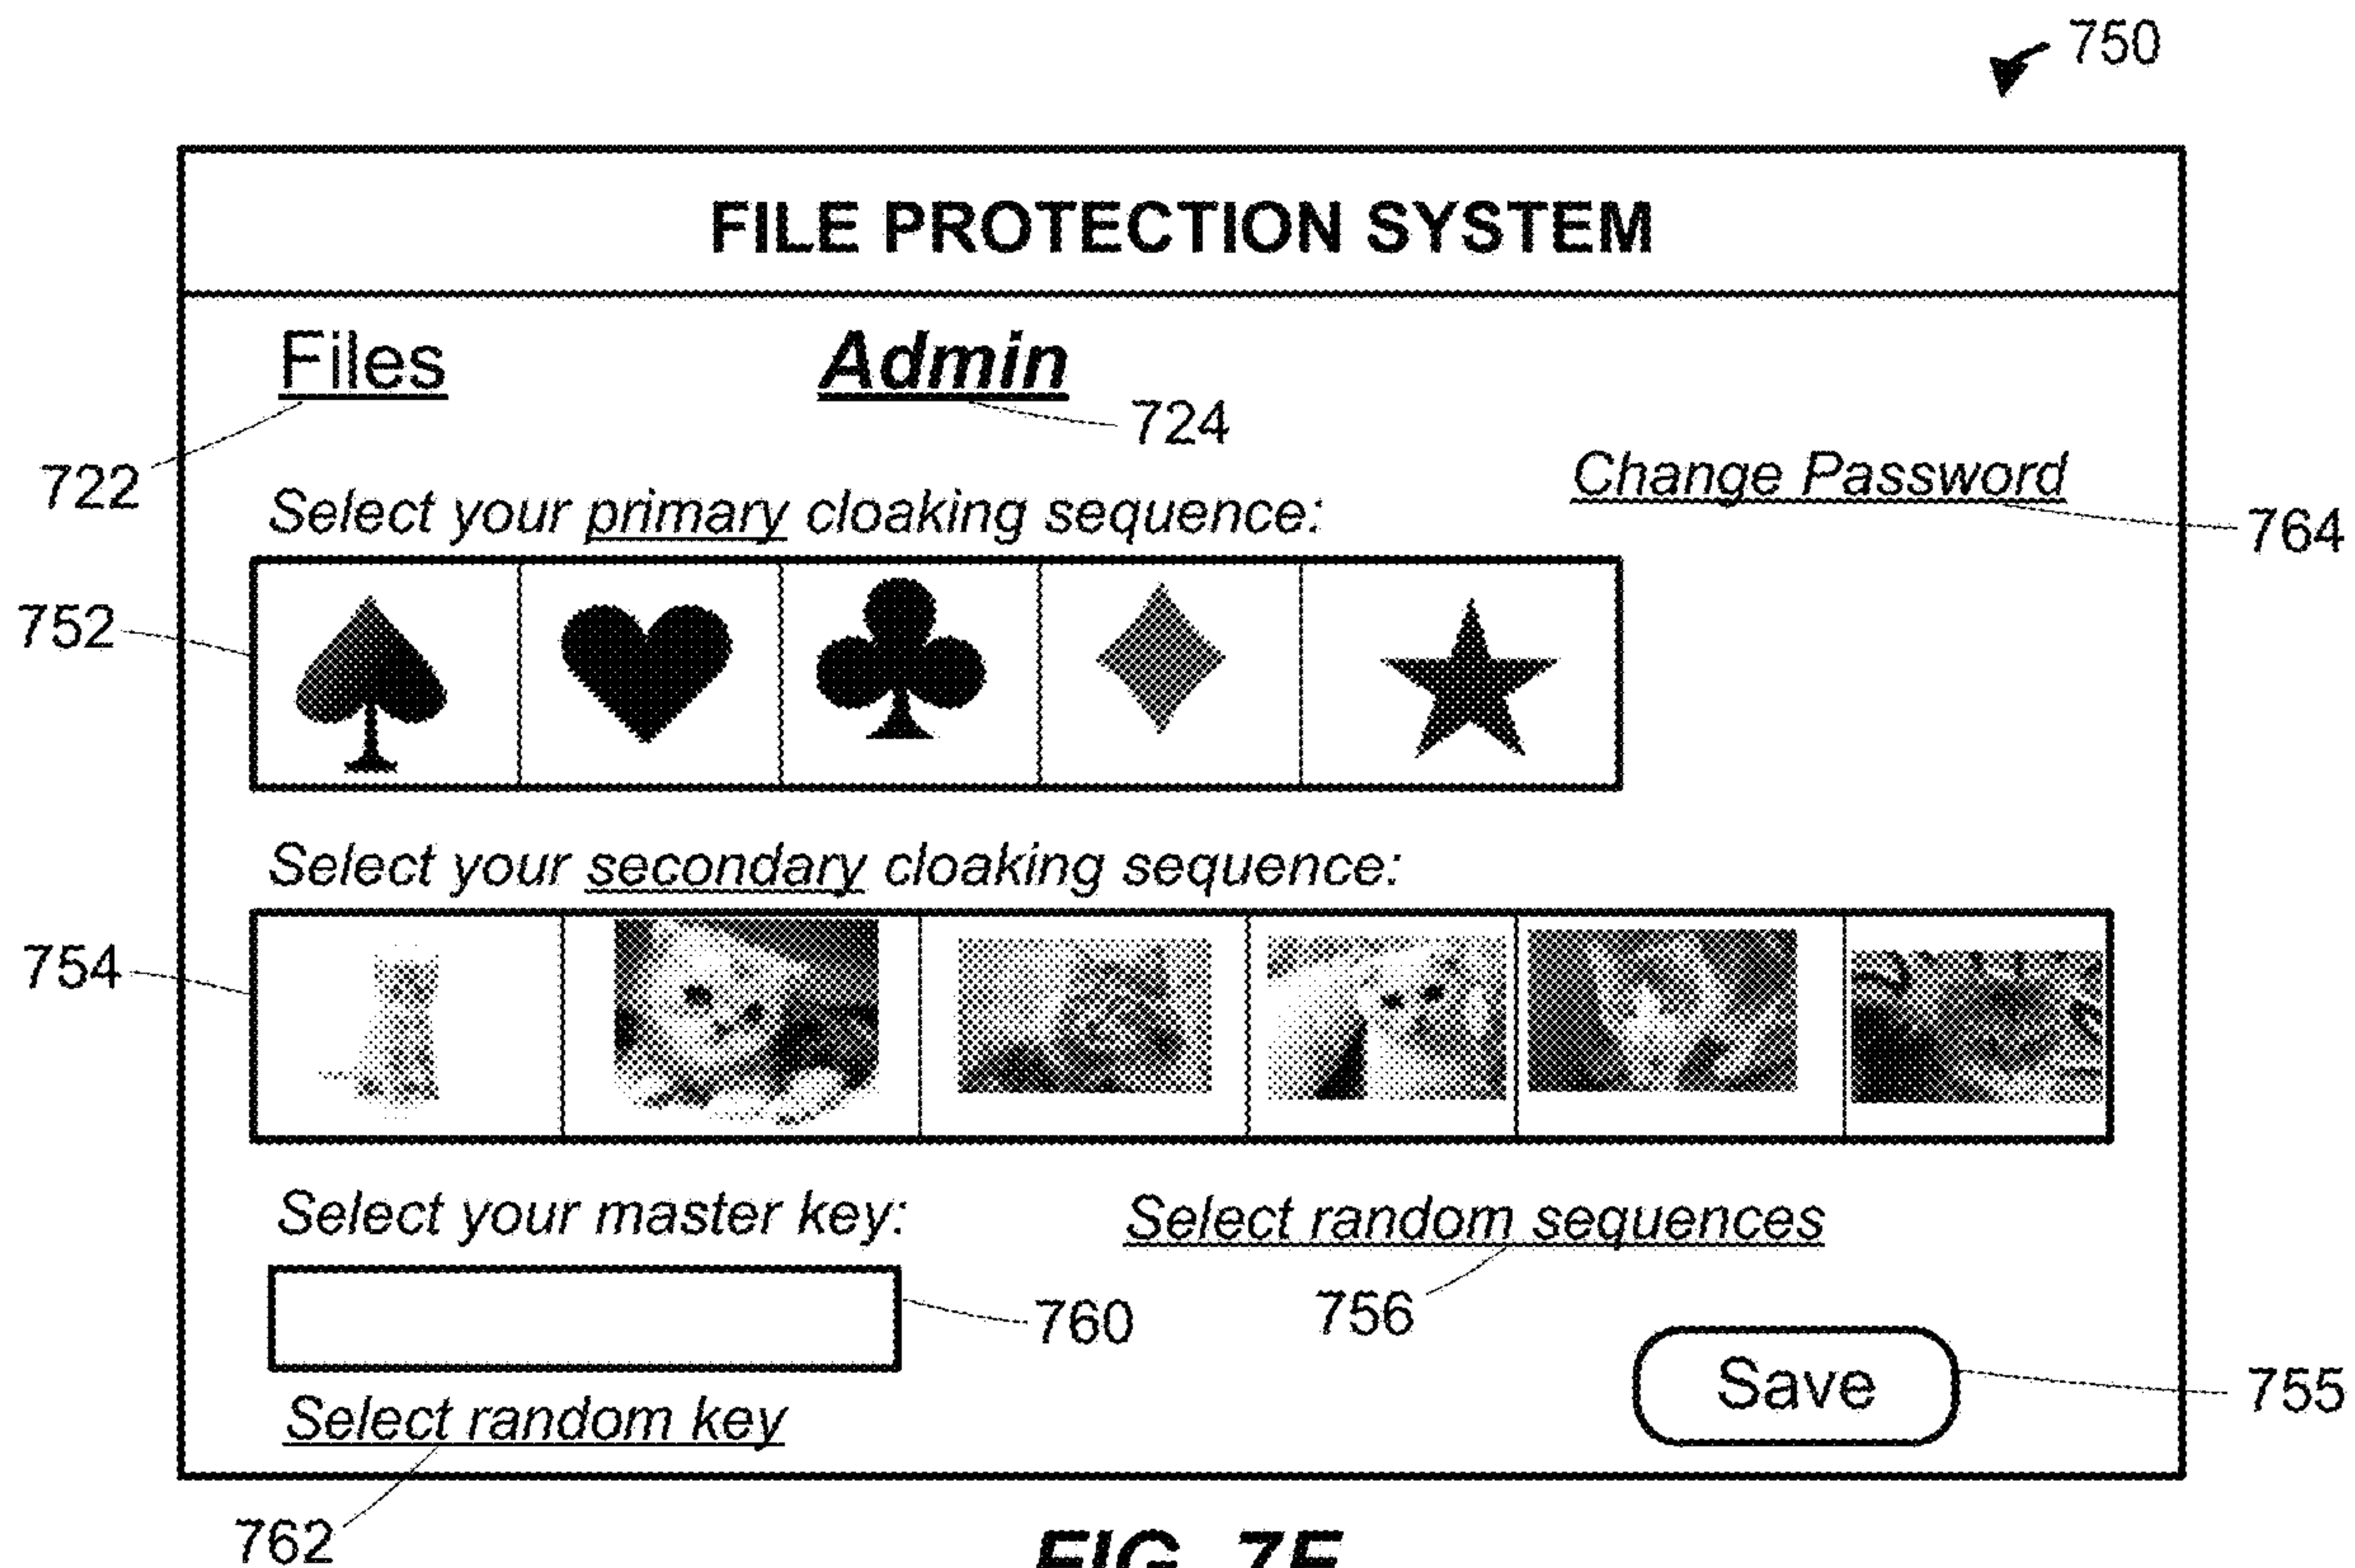 750
FILE PROTECTION SYSTEM
Files Admin
724
722
Change Password
764
Select your primary cloaking sequence:
752
Select your secondary cloaking sequence:
754
Select your master key:
Select random sequences
760
756
Save
755
Select random key
762